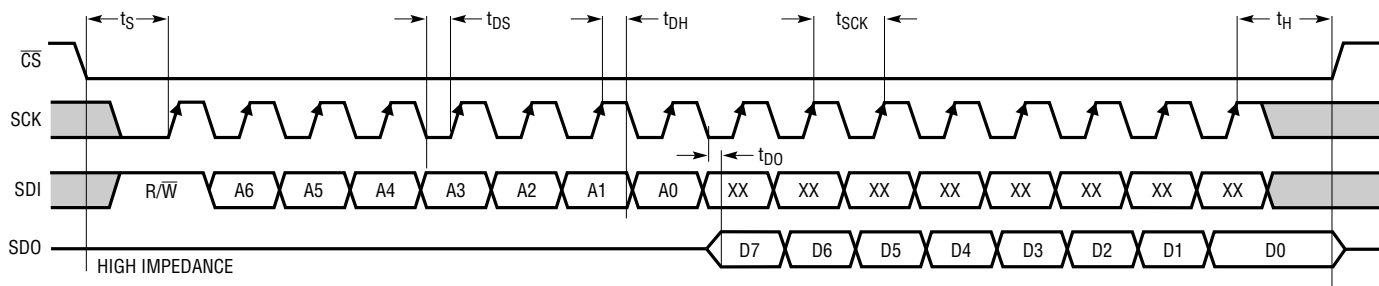 tS tDS tDH tSCK tH
CS
SCK
tDO
SDI R/W A6 A5 A4 A3 A2 A1 A0 XX XX XX XX XX XX XX XX
SDO D7 D6 D5 D4 D3 D2 D1 D0
HIGH IMPEDANCE